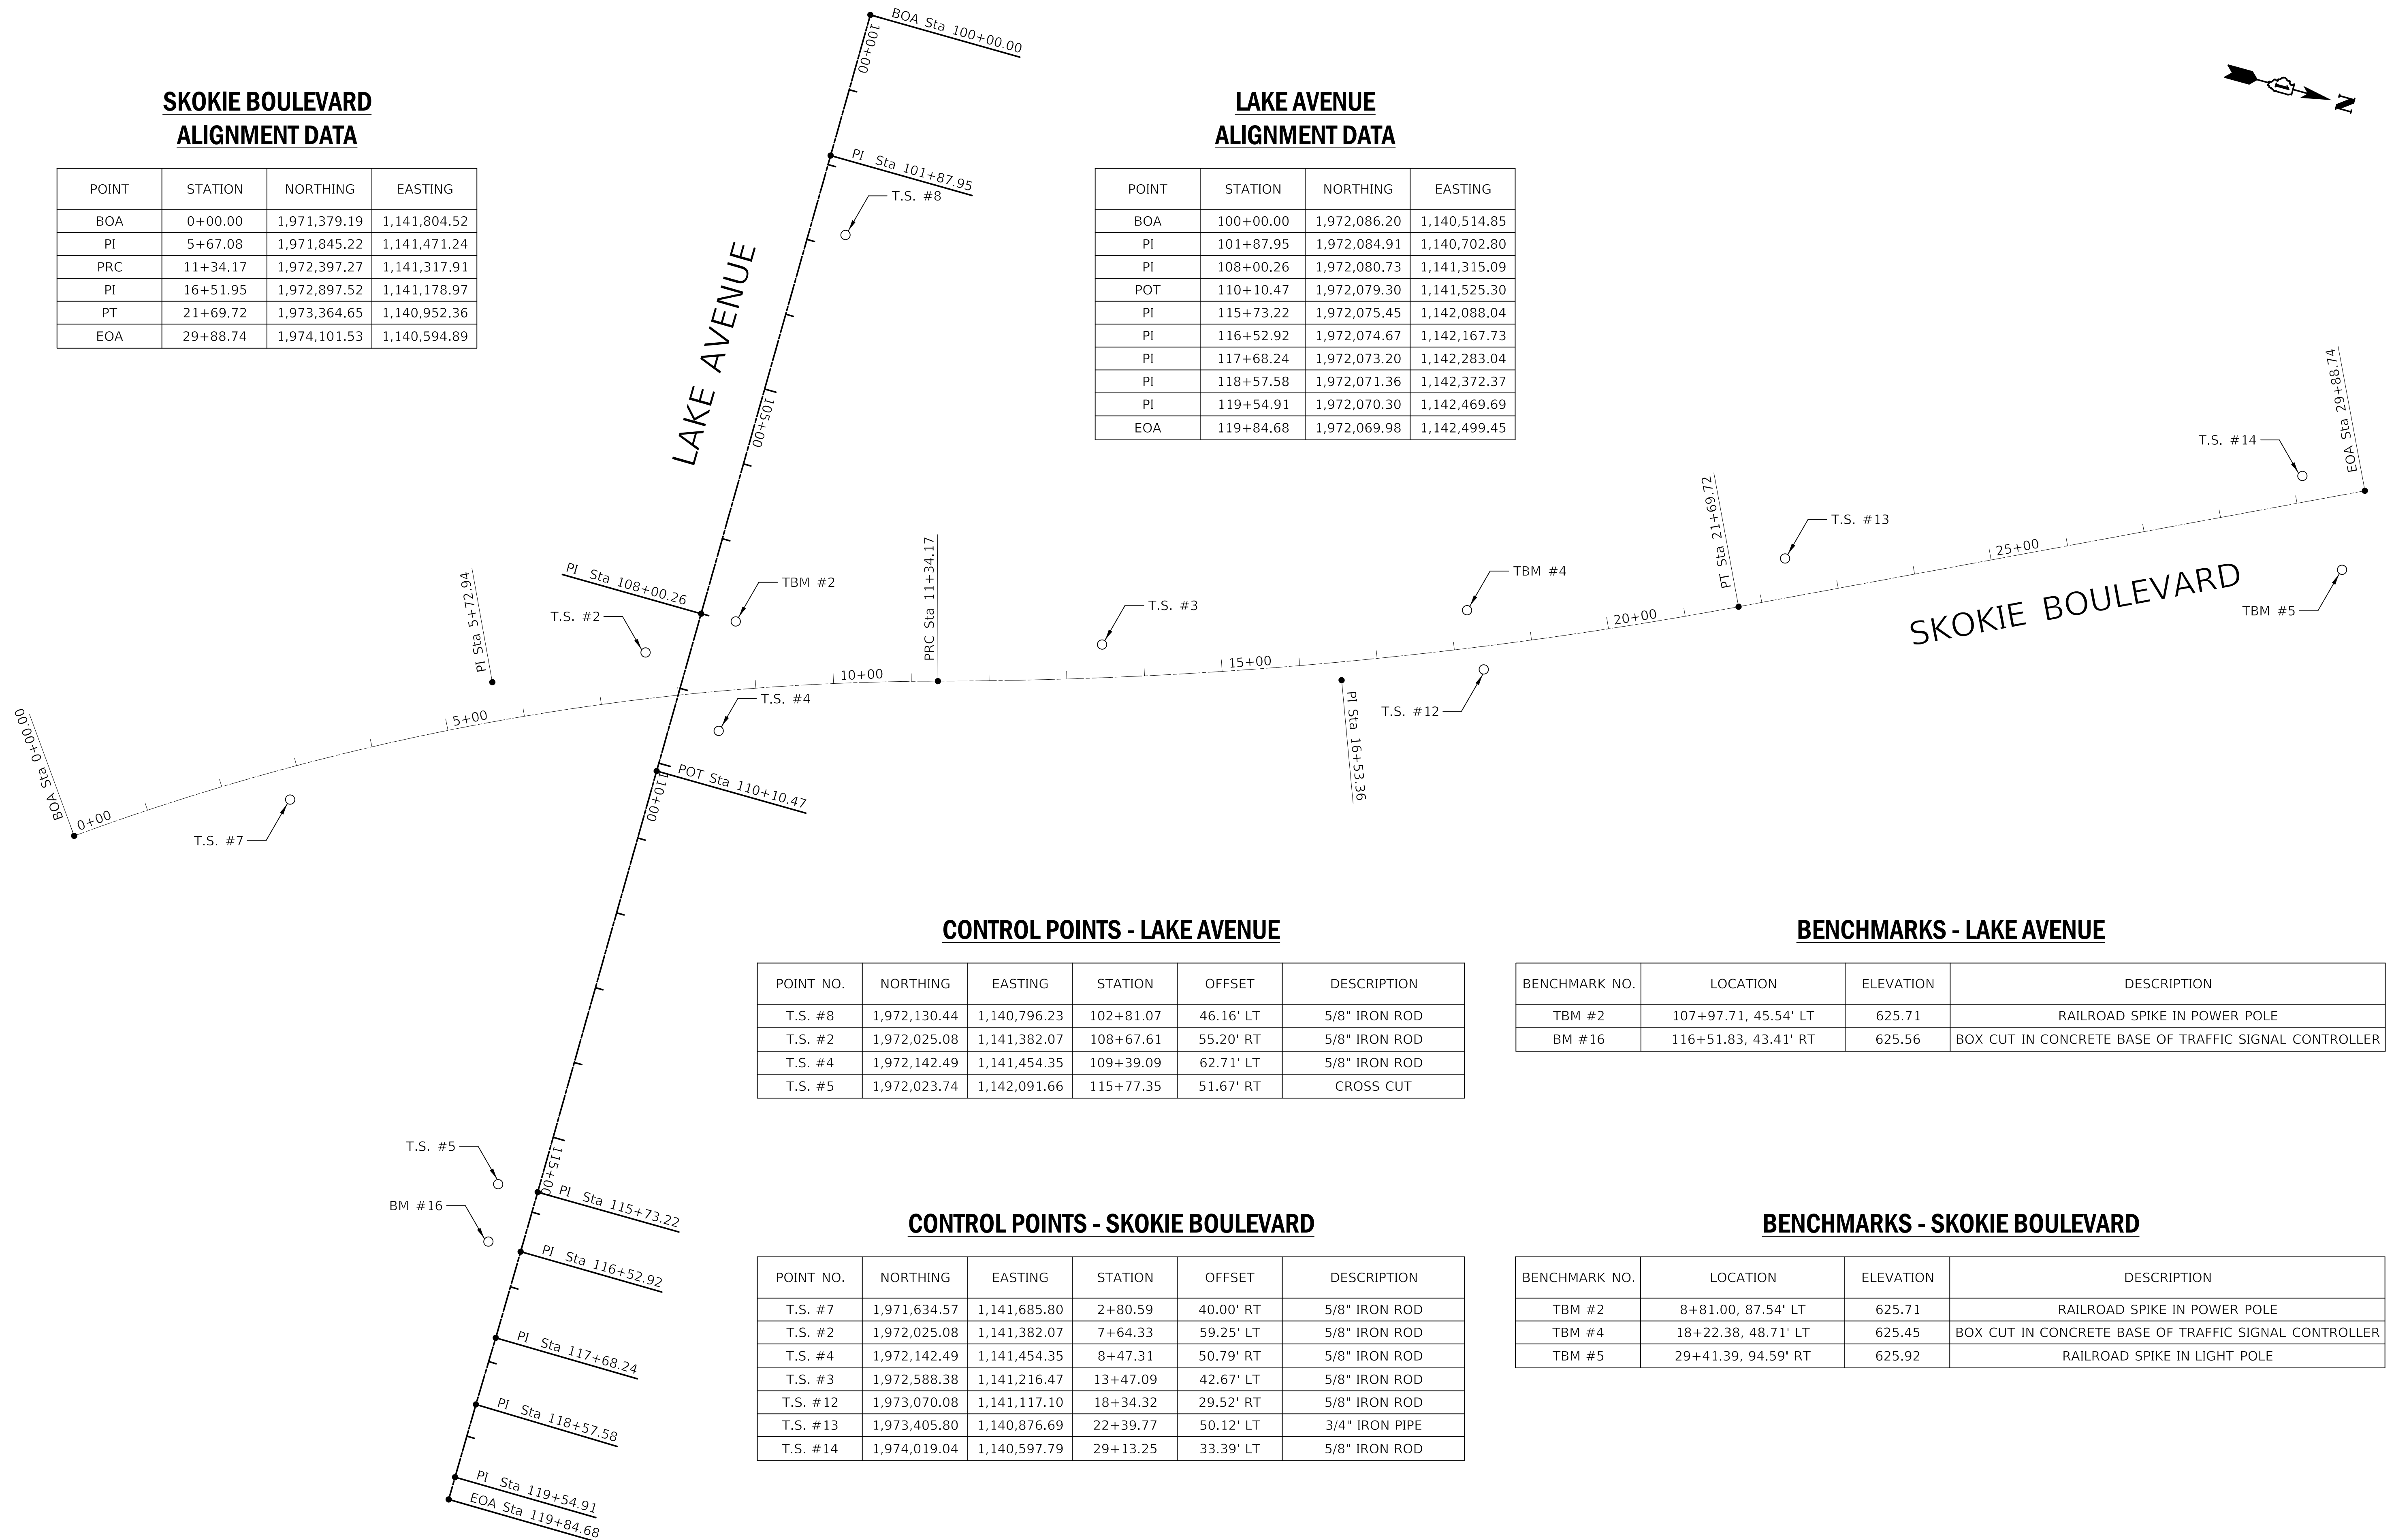 BOA Sta 100+00.00
100+00
N
SKOKIE BOULEVARD
ALIGNMENT DATA
POINT STATION NORTHING EASTING
BOA 0+00.00 1,971,379.19 1,141,804.52
PI 5+67.08 1,971,845.22 1,141,471.24
PRC 11+34.17 1,972,397.27 1,141,317.91
PI 16+51.95 1,972,897.52 1,141,178.97
PT 21+69.72 1,973,364.65 1,140,952.36
EOA 29+88.74 1,974,101.53 1,140,594.89
LAKE AVENUE
ALIGNMENT DATA
POINT STATION NORTHING EASTING
BOA 100+00.00 1,972,086.20 1,140,514.85
PI 101+87.95 1,972,084.91 1,140,702.80
PI 108+00.26 1,972,080.73 1,141,315.09
POT 110+10.47 1,972,079.30 1,141,525.30
PI 115+73.22 1,972,075.45 1,142,088.04
PI 116+52.92 1,972,074.67 1,142,167.73
PI 117+68.24 1,972,073.20 1,142,283.04
PI 118+57.58 1,972,071.36 1,142,372.37
PI 119+54.91 1,972,070.30 1,142,469.69
EOA 119+84.68 1,972,069.98 1,142,499.45
PI Sta 101+87.95
T.S. #8
LAKE AVENUE
105+00
EOA Sta 29+88.74
T.S. #14
T.S. #13
PT Sta 21+69.72
25+00
SKOKIE BOULEVARD
TBM #5
TBM #4
20+00
PI Sta 108+00.26
TBM #2
PRC Sta 11+34.17
T.S. #3
T.S. #2
PI Sta 5+72.94
10+00
15+00
T.S. #4
T.S. #12
PI Sta 16+53.36
5+00
BOA Sta 0+00.00
0+00
POT Sta 110+10.47
110+00
T.S. #7
CONTROL POINTS - LAKE AVENUE
POINT NO. NORTHING EASTING STATION OFFSET DESCRIPTION
T.S. #8 1,972,130.44 1,140,796.23 102+81.07 46.16' LT 5/8" IRON ROD
T.S. #2 1,972,025.08 1,141,382.07 108+67.61 55.20' RT 5/8" IRON ROD
T.S. #4 1,972,142.49 1,141,454.35 109+39.09 62.71' LT 5/8" IRON ROD
T.S. #5 1,972,023.74 1,142,091.66 115+77.35 51.67' RT CROSS CUT
BENCHMARKS - LAKE AVENUE
BENCHMARK NO. LOCATION ELEVATION DESCRIPTION
TBM #2 107+97.71, 45.54' LT 625.71 RAILROAD SPIKE IN POWER POLE
BM #16 116+51.83, 43.41' RT 625.56 BOX CUT IN CONCRETE BASE OF TRAFFIC SIGNAL CONTROLLER
T.S. #5
115+00
PI Sta 115+73.22
BM #16
PI Sta 116+52.92
PI Sta 117+68.24
PI Sta 118+57.58
PI Sta 119+54.91
EOA Sta 119+84.68
CONTROL POINTS - SKOKIE BOULEVARD
POINT NO. NORTHING EASTING STATION OFFSET DESCRIPTION
T.S. #7 1,971,634.57 1,141,685.80 2+80.59 40.00' RT 5/8" IRON ROD
T.S. #2 1,972,025.08 1,141,382.07 7+64.33 59.25' LT 5/8" IRON ROD
T.S. #4 1,972,142.49 1,141,454.35 8+47.31 50.79' RT 5/8" IRON ROD
T.S. #3 1,972,588.38 1,141,216.47 13+47.09 42.67' LT 5/8" IRON ROD
T.S. #12 1,973,070.08 1,141,117.10 18+34.32 29.52' RT 5/8" IRON ROD
T.S. #13 1,973,405.80 1,140,876.69 22+39.77 50.12' LT 3/4" IRON PIPE
T.S. #14 1,974,019.04 1,140,597.79 29+13.25 33.39' LT 5/8" IRON ROD
BENCHMARKS - SKOKIE BOULEVARD
BENCHMARK NO. LOCATION ELEVATION DESCRIPTION
TBM #2 8+81.00, 87.54' LT 625.71 RAILROAD SPIKE IN POWER POLE
TBM #4 18+22.38, 48.71' LT 625.45 BOX CUT IN CONCRETE BASE OF TRAFFIC SIGNAL CONTROLLER
TBM #5 29+41.39, 94.59' RT 625.92 RAILROAD SPIKE IN LIGHT POLE